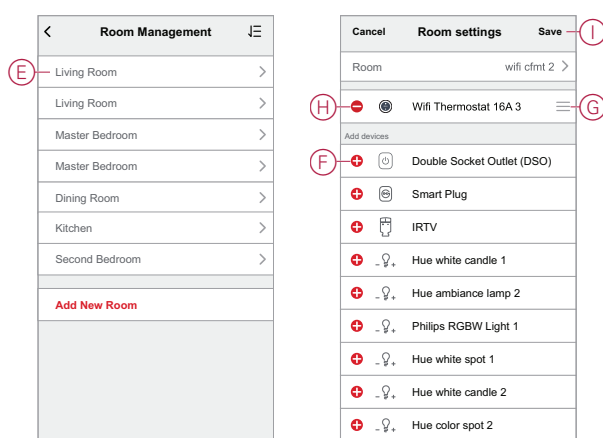 Room Management
E
Living Room
Living Room
Master Bedroom
Master Bedroom
Dining Room
Kitchen
Second Bedroom
Add New Room
Cancel Room settings Save
I
Room wifi cfmt 2
H
Wifi Thermostat 16A 3
G
Add devices
F
Double Socket Outlet (DSO)
Smart Plug
IRTV
Hue white candle 1
Hue ambiance lamp 2
Philips RGBW Light 1
Hue white spot 1
Hue white candle 2
Hue color spot 2